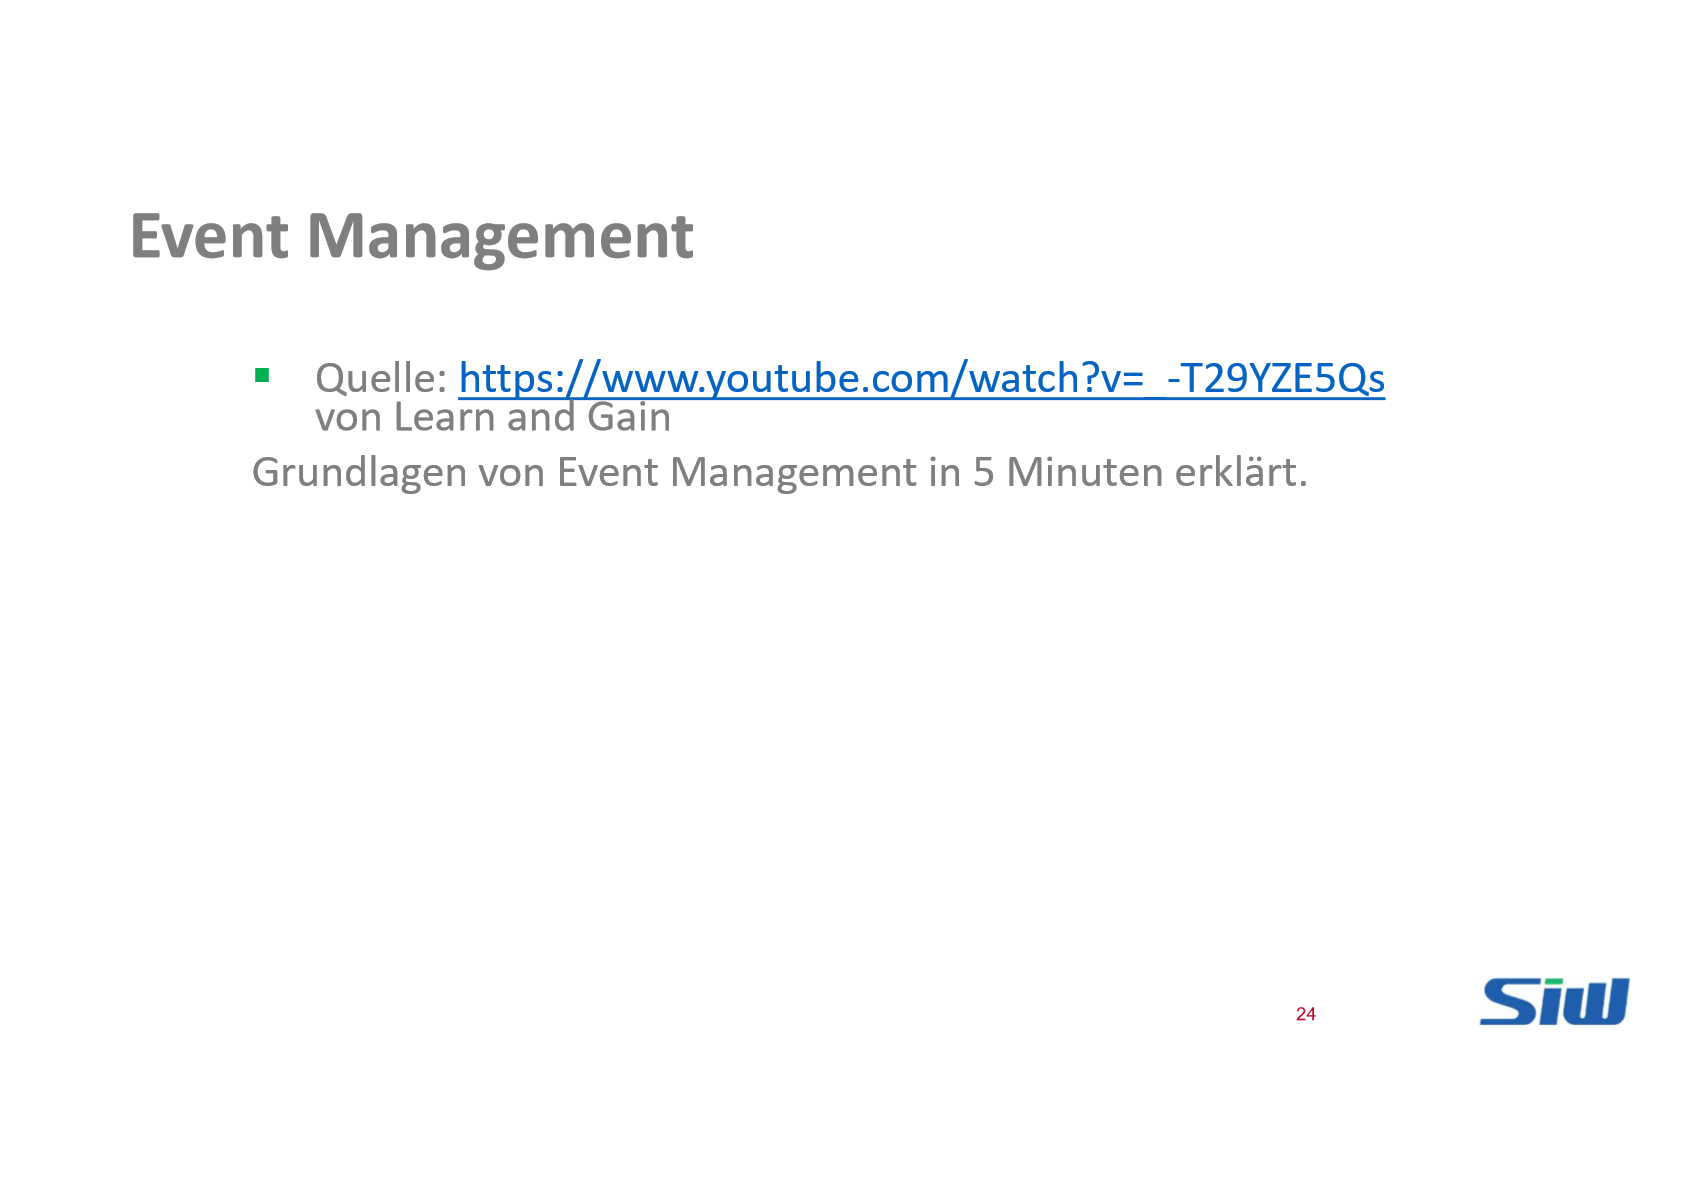 Event Management
▪ Quelle: https://www.youtube.com/watch?v=_-T29YZE5Qs
von Learn and Gain
Grundlagen von Event Management in 5 Minuten erklärt.
24
Siw